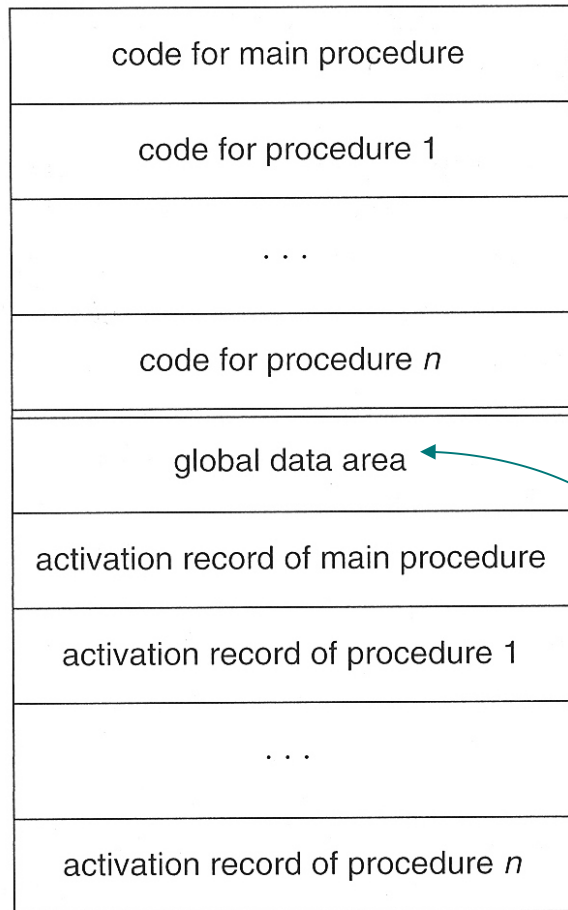 code for main procedure
code for procedure 1
. . .
code for procedure n
global data area
activation record of main procedure
activation record of procedure 1
. . .
activation record of procedure n